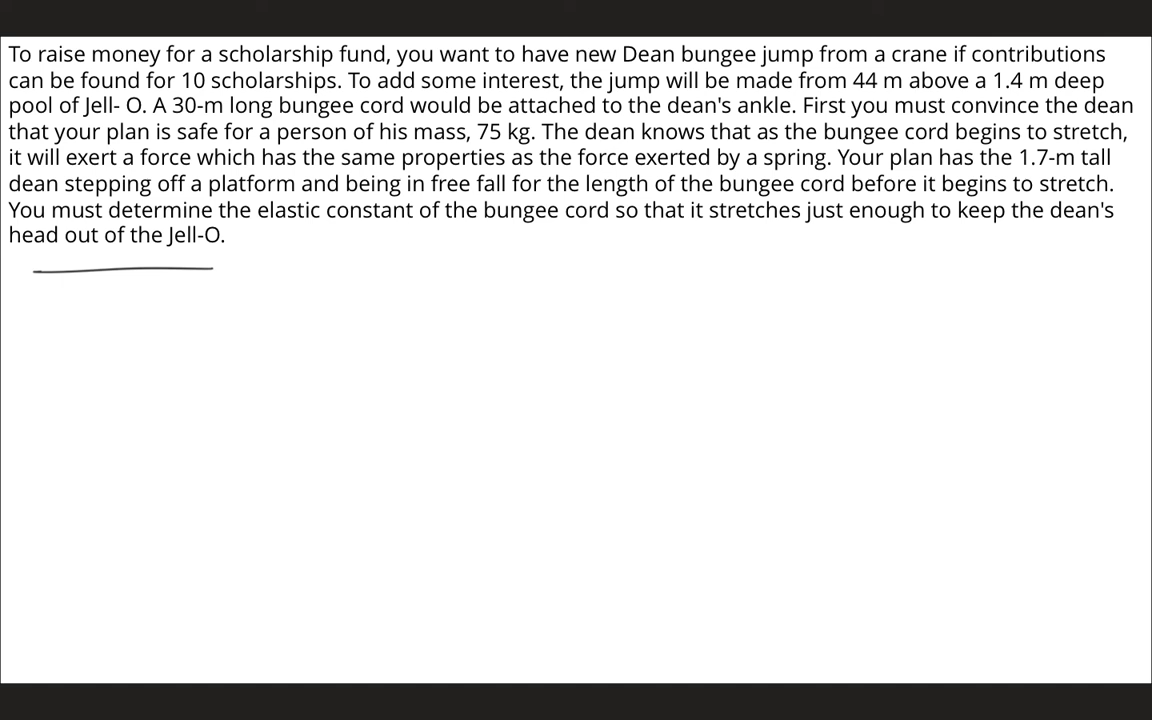 To raise money for a scholarship fund, you want to have new Dean bungee jump from a crane if contributions
can be found for 10 scholarships. To add some interest, the jump will be made from 44 m above a 1.4 m deep
pool of Jell- O. A 30-m long bungee cord would be attached to the dean's ankle. First you must convince the dean
that your plan is safe for a person of his mass, 75 kg. The dean knows that as the bungee cord begins to stretch,
it will exert a force which has the same properties as the force exerted by a spring. Your plan has the 1.7-m tall
dean stepping off a platform and being in free fall for the length of the bungee cord before it begins to stretch.
You must determine the elastic constant of the bungee cord so that it stretches just enough to keep the dean's
head out of the Jell-O.